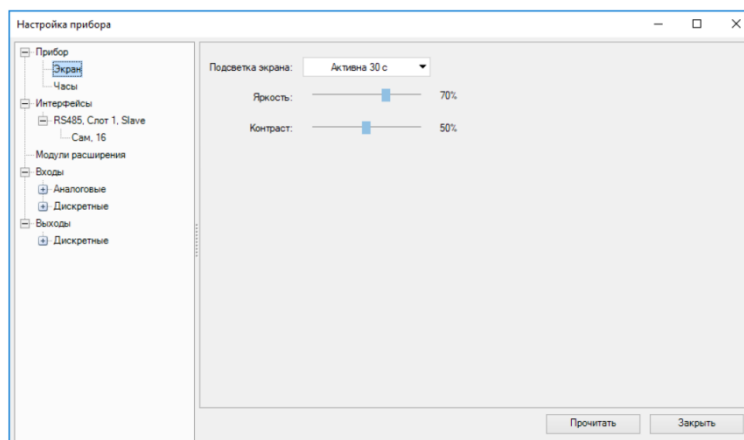 Настройка прибора
Прибор
Экран
Часы
Интерфейсы
RS485, Слот 1, Slave
Сам, 16
Модули расширения
Входы
Аналоговые
Дискретные
Выходы
Дискретные
Подсветка экрана: Активна 30 с
Яркость: 70%
Контраст: 50%
Прочитать Закрыть